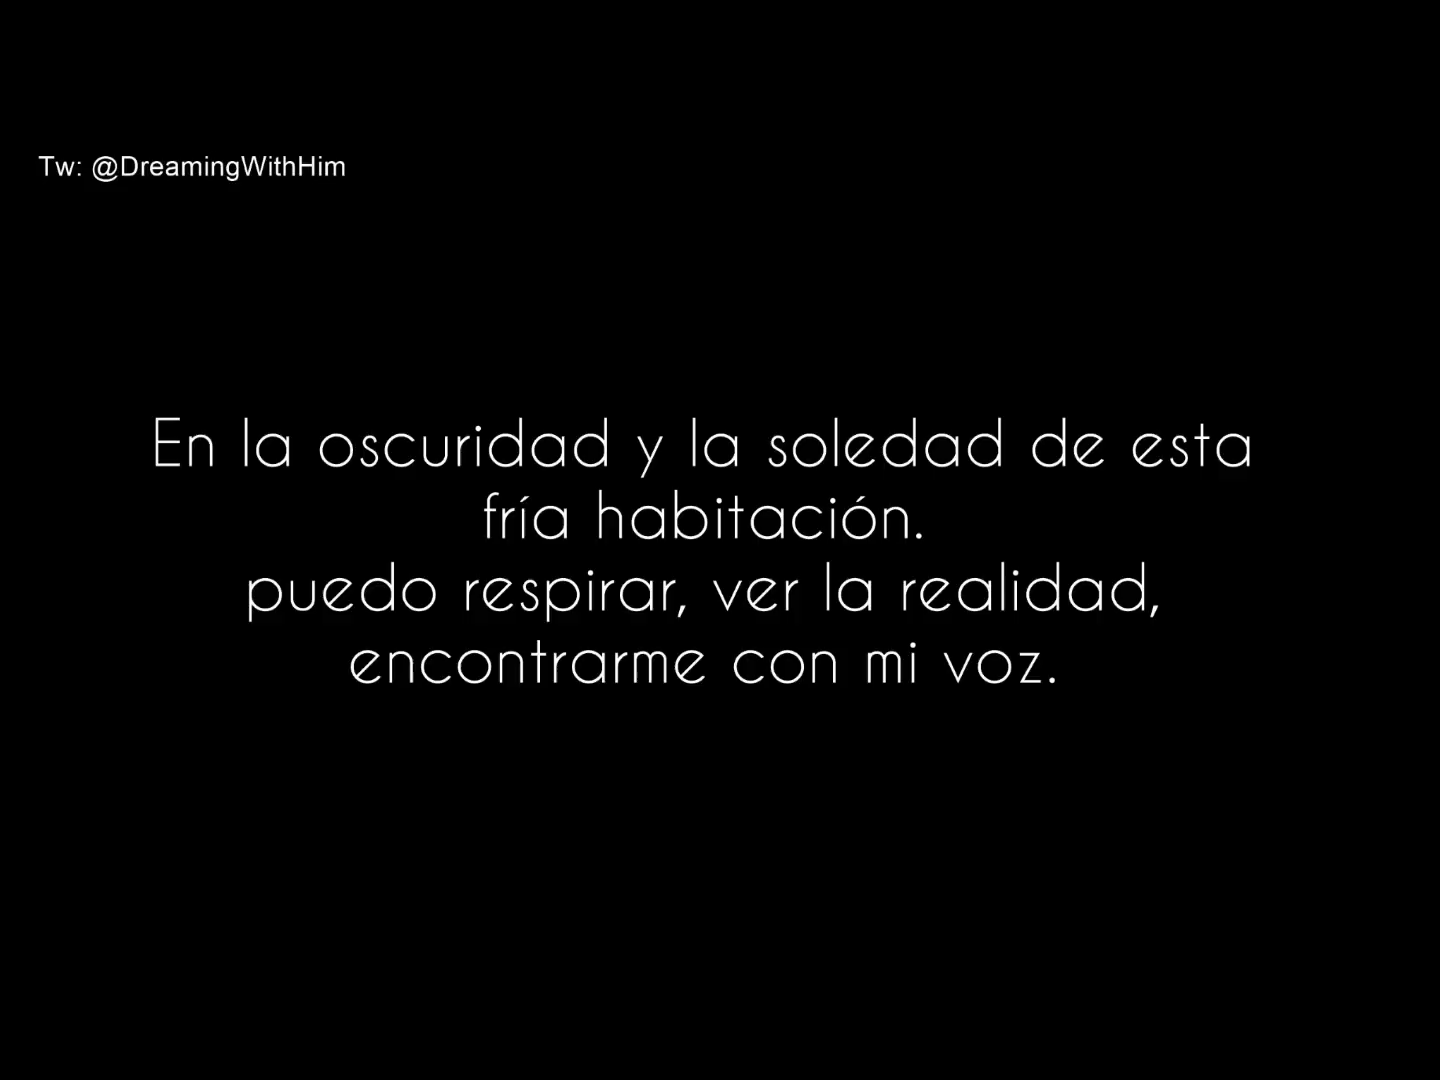 Tw: @DreamingWithHim
En la oscuridad y la soledad de esta
fría habitación.
puedo respirar, ver la realidad,
encontrarme con mi voz.